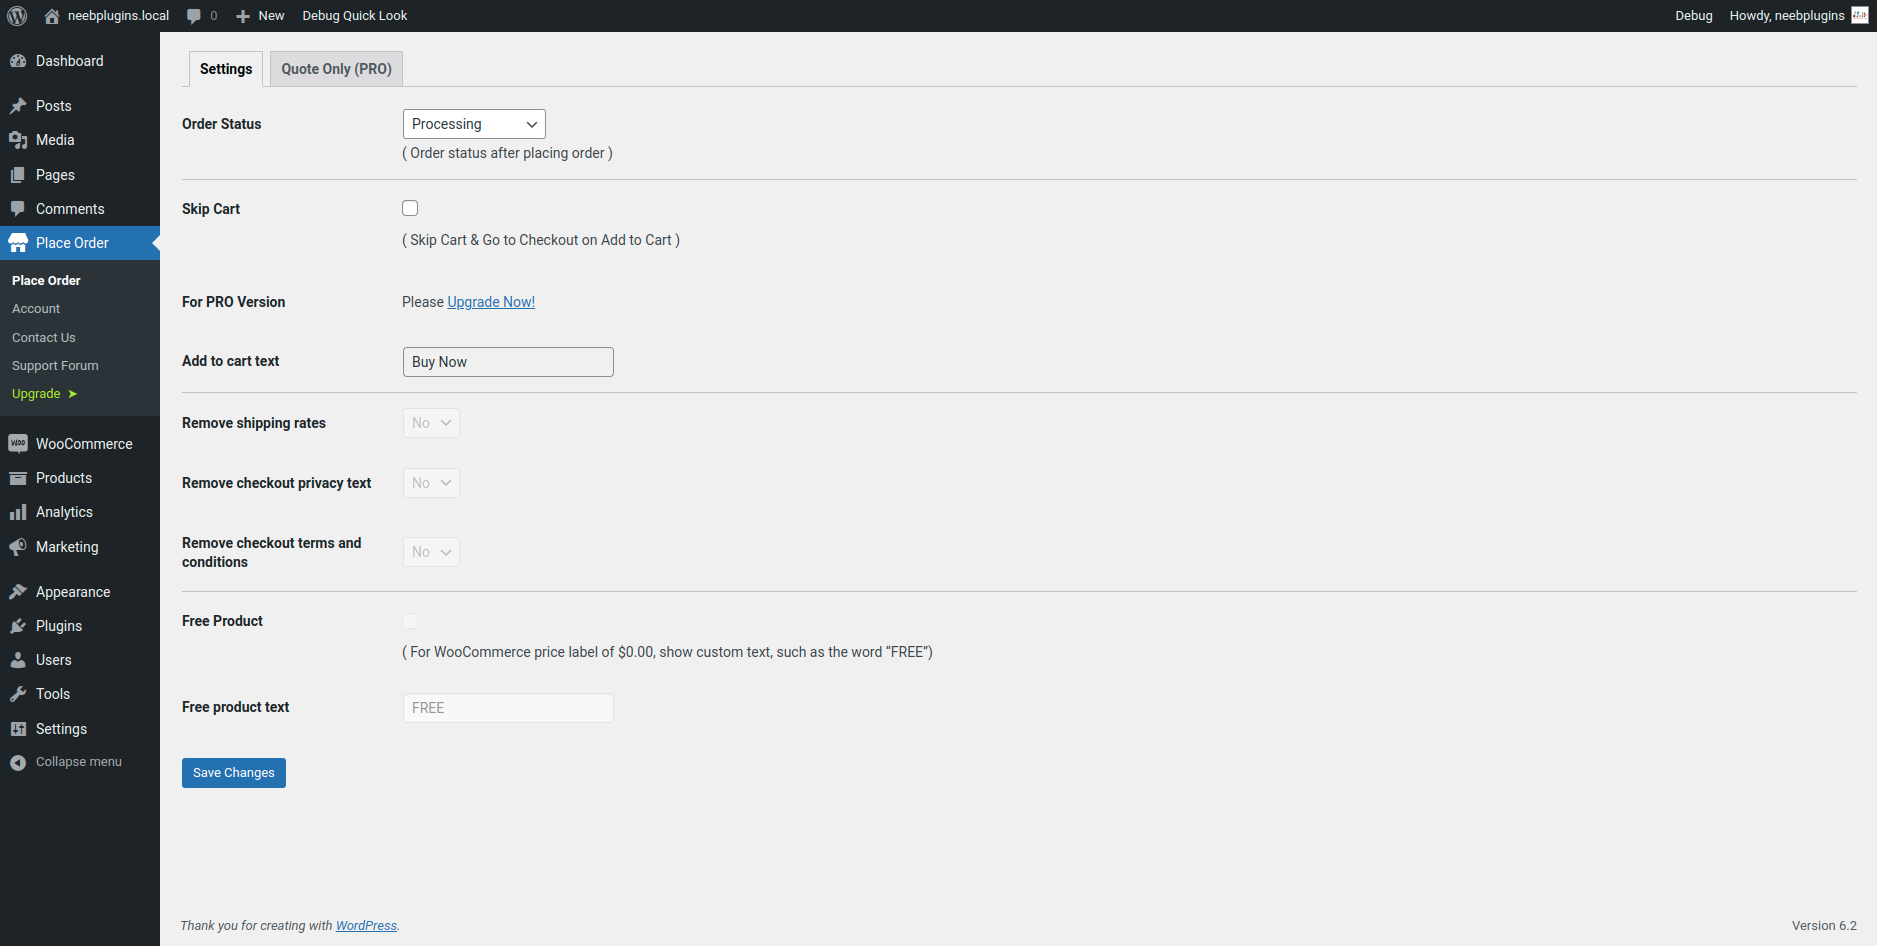 neebplugins.local
0
New
Debug Quick Look
Debug
Howdy, neebplugins
Dashboard
Posts
Media
Pages
Comments
Place Order
Place Order
Account
Contact Us
Support Forum
Upgrade ➤
WooCommerce
Products
Analytics
Marketing
Appearance
Plugins
Users
Tools
Settings
Collapse menu
Settings
Quote Only (PRO)
Order Status
Processing
( Order status after placing order )
Skip Cart
( Skip Cart & Go to Checkout on Add to Cart )
For PRO Version
Please Upgrade Now!
Add to cart text
Buy Now
Remove shipping rates
No
Remove checkout privacy text
No
Remove checkout terms and
conditions
No
Free Product
( For WooCommerce price label of $0.00, show custom text, such as the word “FREE”)
Free product text
FREE
Save Changes
Thank you for creating with WordPress.
Version 6.2